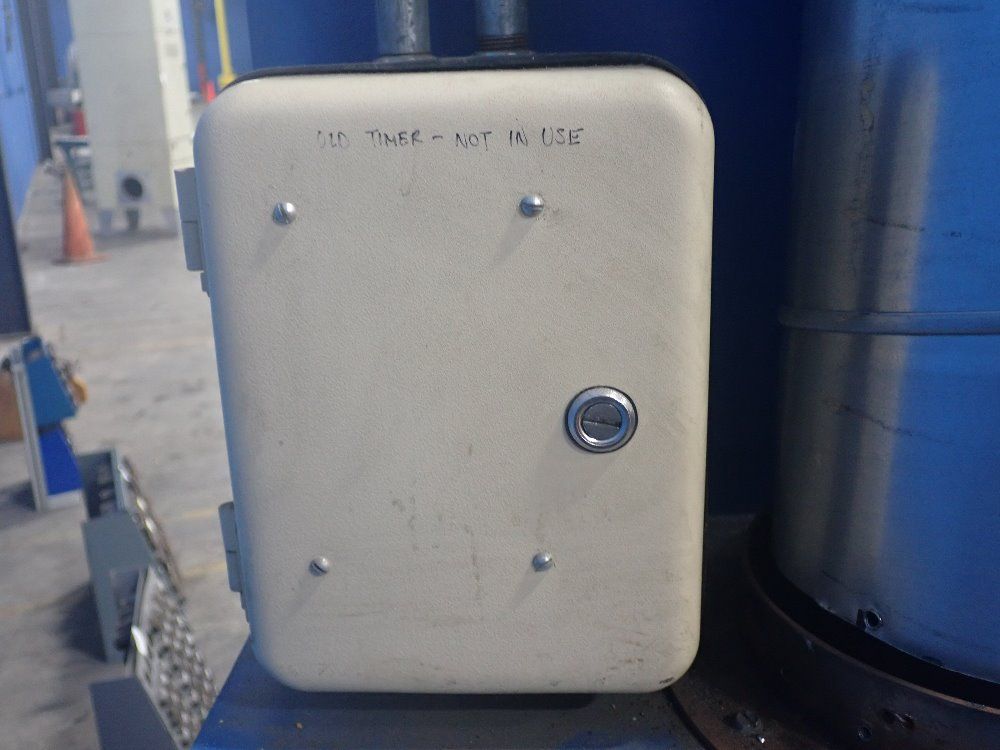 OLD TIMER - NOT IN USE